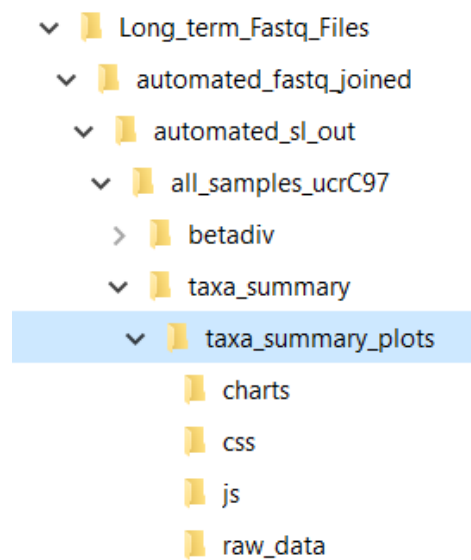 Long_term_Fastq_Files
automated_fastq_joined
automated_sl_out
all_samples_ucrC97
betadiv
taxa_summary
taxa_summary_plots
charts
css
js
raw_data